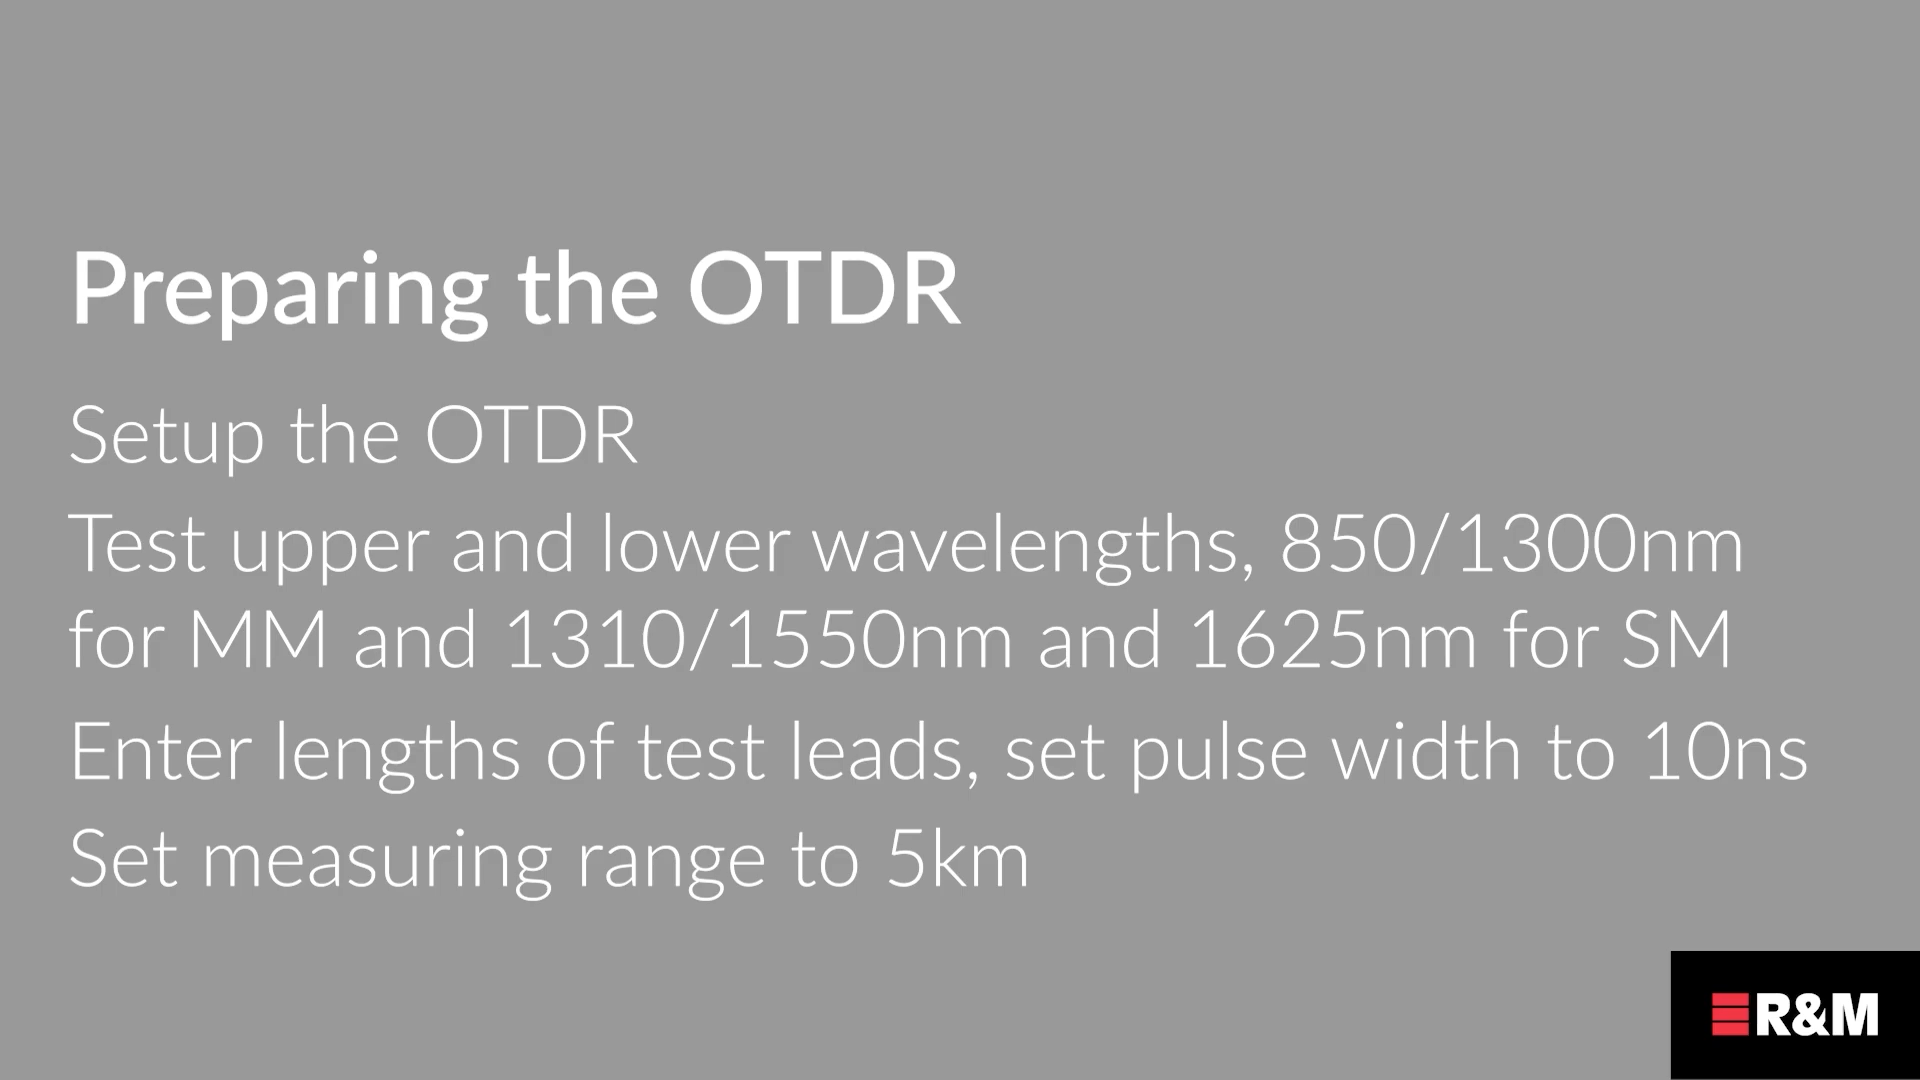 Preparing the OTDR
Setup the OTDR
Test upper and lower wavelengths, 850/1300nm
for MM and 1310/1550nm and 1625nm for SM
Enter lengths of test leads, set pulse width to 10ns
Set measuring range to 5km
R&M